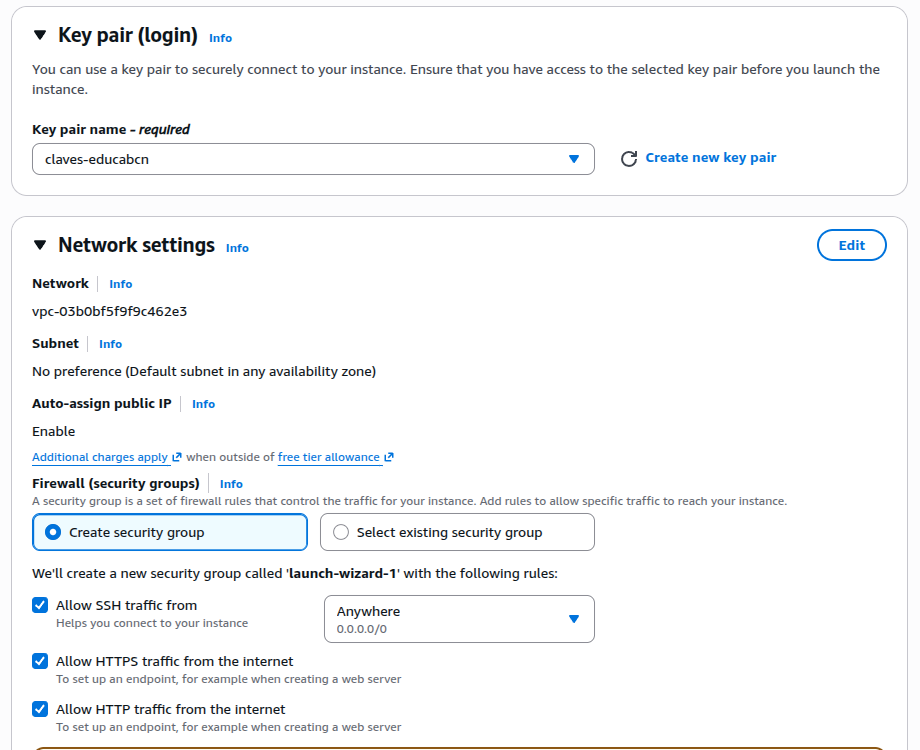 Key pair (login) Info
You can use a key pair to securely connect to your instance. Ensure that you have access to the selected key pair before you launch the
instance.
Key pair name - required
claves-educabcn
Create new key pair
Network settings Info
Edit
Network Info
vpc-03b0bf5f9f9c462e3
Subnet Info
No preference (Default subnet in any availability zone)
Auto-assign public IP Info
Enable
Additional charges apply when outside of free tier allowance
Firewall (security groups) Info
A security group is a set of firewall rules that control the traffic for your instance. Add rules to allow specific traffic to reach your instance.
Create security group
Select existing security group
We'll create a new security group called 'launch-wizard-1' with the following rules:
Allow SSH traffic from
Helps you connect to your instance
Anywhere
0.0.0.0/0
Allow HTTPS traffic from the internet
To set up an endpoint, for example when creating a web server
Allow HTTP traffic from the internet
To set up an endpoint, for example when creating a web server